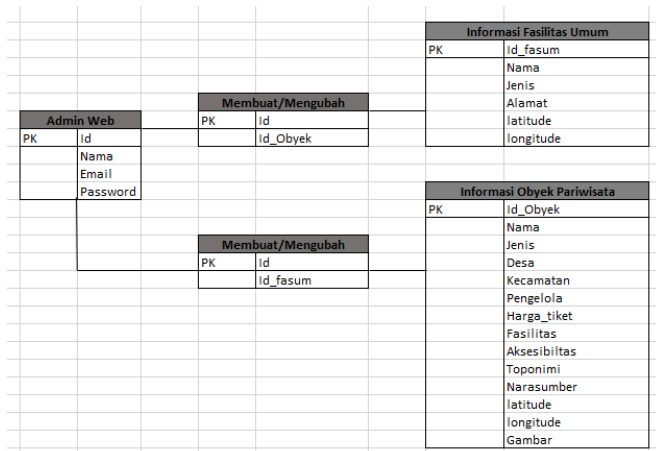 Informasi Fasilitas Umum
PK Id_fasum
Nama
Jenis
Alamat
latitude
longitude
Membuat/Mengubah
PK Id
Id_Obyek
Admin Web
PK Id
Nama
Email
Password
Informasi Obyek Pariwisata
PK Id_Obyek
Nama
Jenis
Desa
Kecamatan
Pengelola
Harga_tiket
Fasilitas
Aksesibiltas
Toponimi
Narasumber
latitude
longitude
Gambar
Membuat/Mengubah
PK Id
Id_fasum